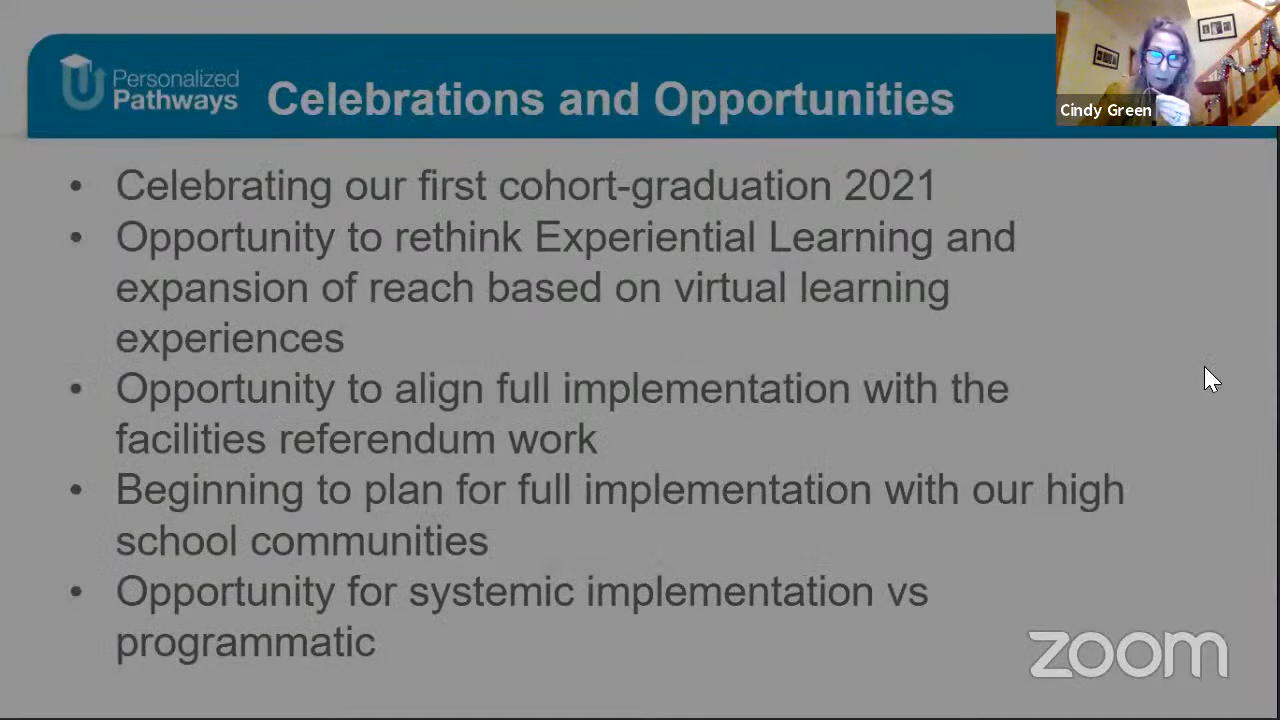 Personalized
Pathways
Celebrations and Opportunities
Cindy Green
• Celebrating our first cohort-graduation 2021
• Opportunity to rethink Experiential Learning and
expansion of reach based on virtual learning
experiences
• Opportunity to align full implementation with the
facilities referendum work
• Beginning to plan for full implementation with our high
school communities
• Opportunity for systemic implementation vs
programmatic
zoom